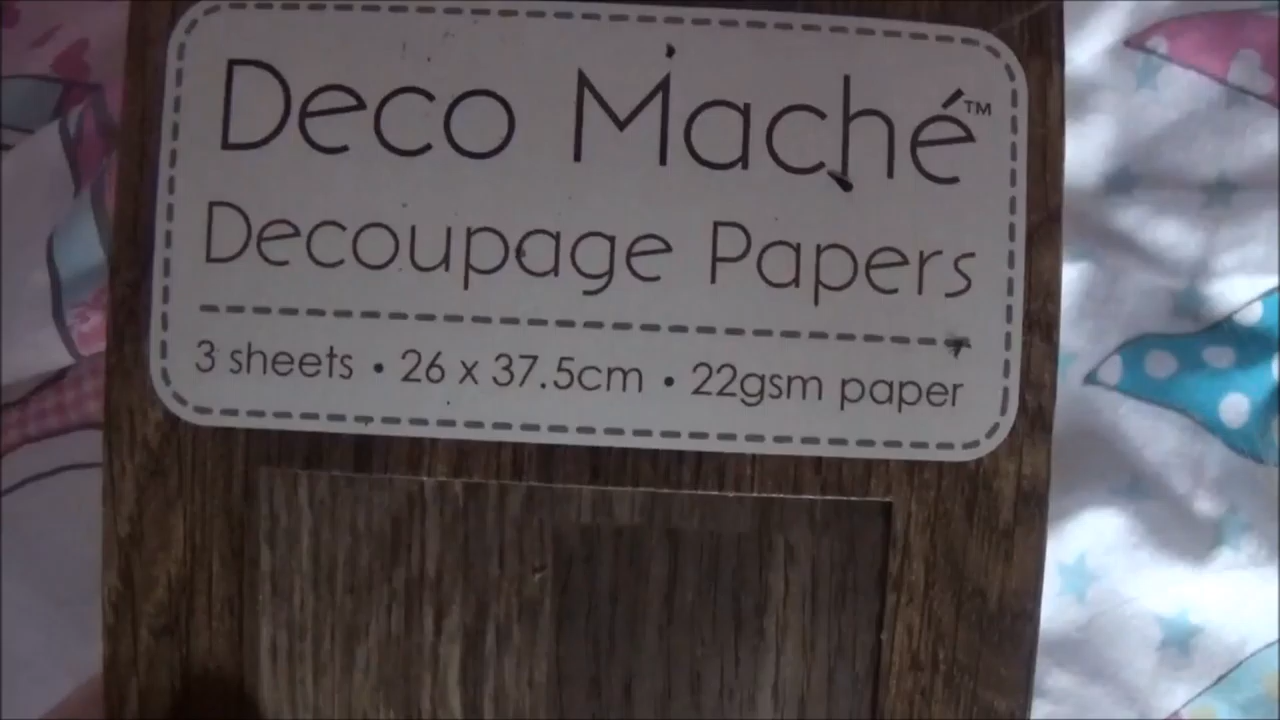 Deco Maché™
Decoupage Papers
3 sheets • 26 x 37.5cm • 22gsm paper